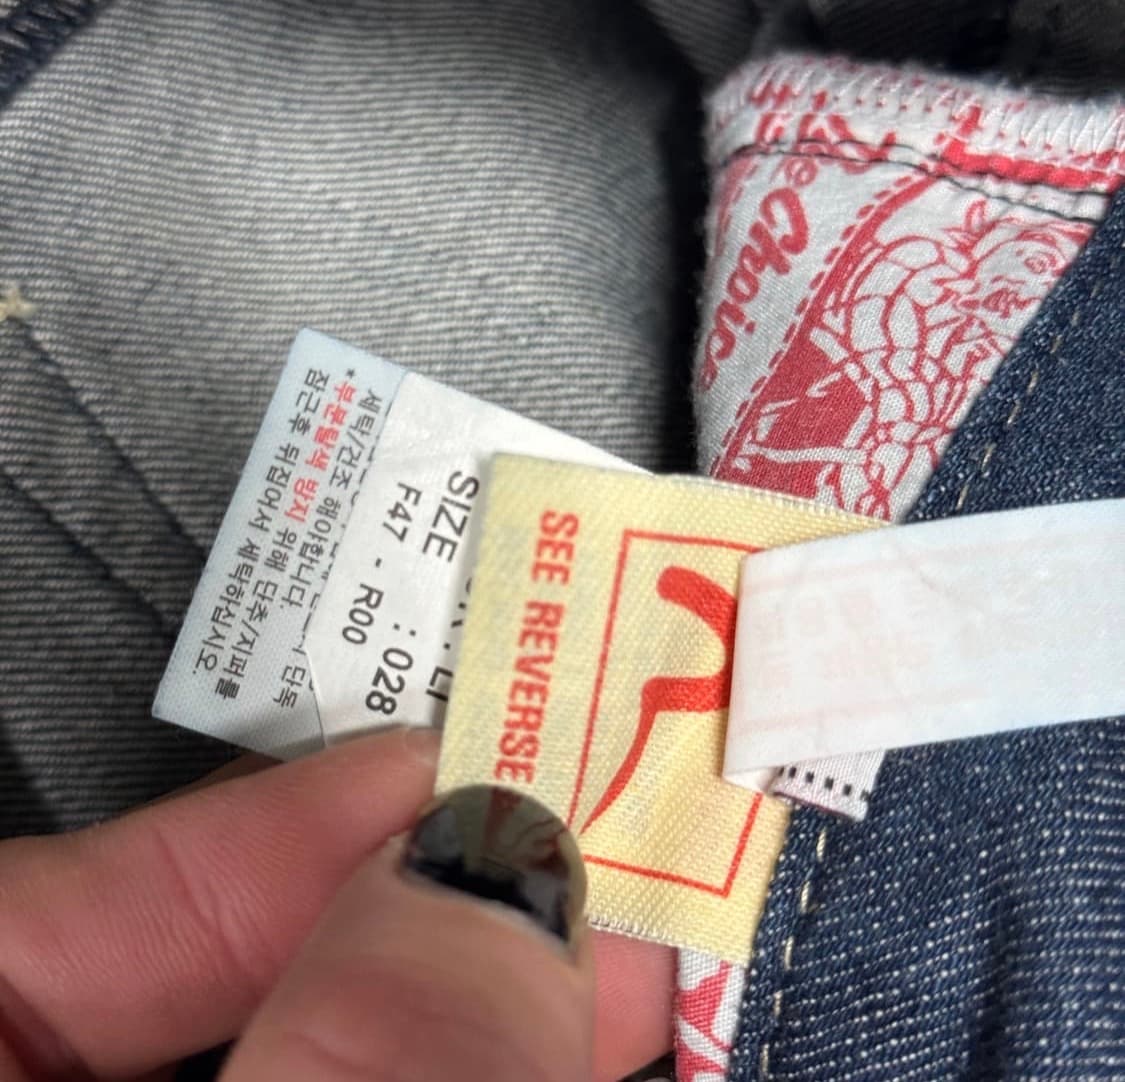 세탁/건조 해야합니다.
*부분탈색 방지 위해 단추/지퍼를
잠근후 뒤집어서 세탁하십시오.
단독
SIZE : 028
F47 - R00
SEE REVERSE
Choice